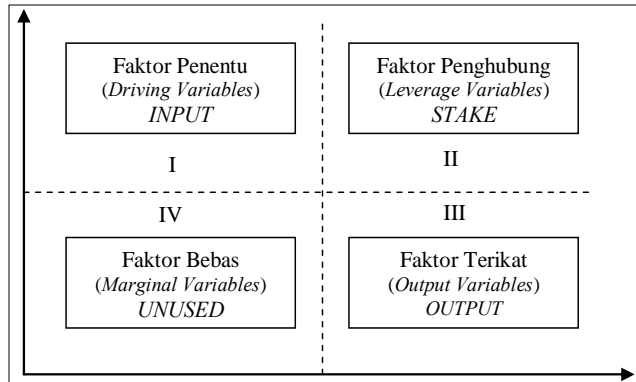 Faktor Penentu
(Driving Variables)
INPUT
I
Faktor Penghubung
(Leverage Variables)
STAKE
II
IV
Faktor Bebas
(Marginal Variables)
UNUSED
III
Faktor Terikat
(Output Variables)
OUTPUT